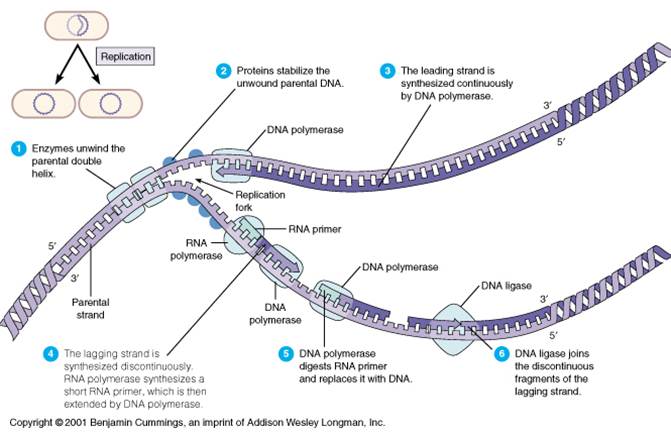 Replication
2 Proteins stabilize the
unwound parental DNA.
3 The leading strand is
synthesized continuously
by DNA polymerase.
3′
5′
DNA polymerase
1 Enzymes unwind the
parental double
helix.
Replication
fork
RNA primer
RNA
polymerase
5′
3′
Parental
strand
DNA polymerase
DNA ligase
DNA
polymerase
3′
5′
4 The lagging strand is
synthesized discontinuously.
RNA polymerase synthesizes a
short RNA primer, which is then
extended by DNA polymerase.
5 DNA polymerase
digests RNA primer
and replaces it with DNA.
6 DNA ligase joins
the discontinuous
fragments of the
lagging strand.
Copyright © 2001 Benjamin Cummings, an imprint of Addison Wesley Longman, Inc.